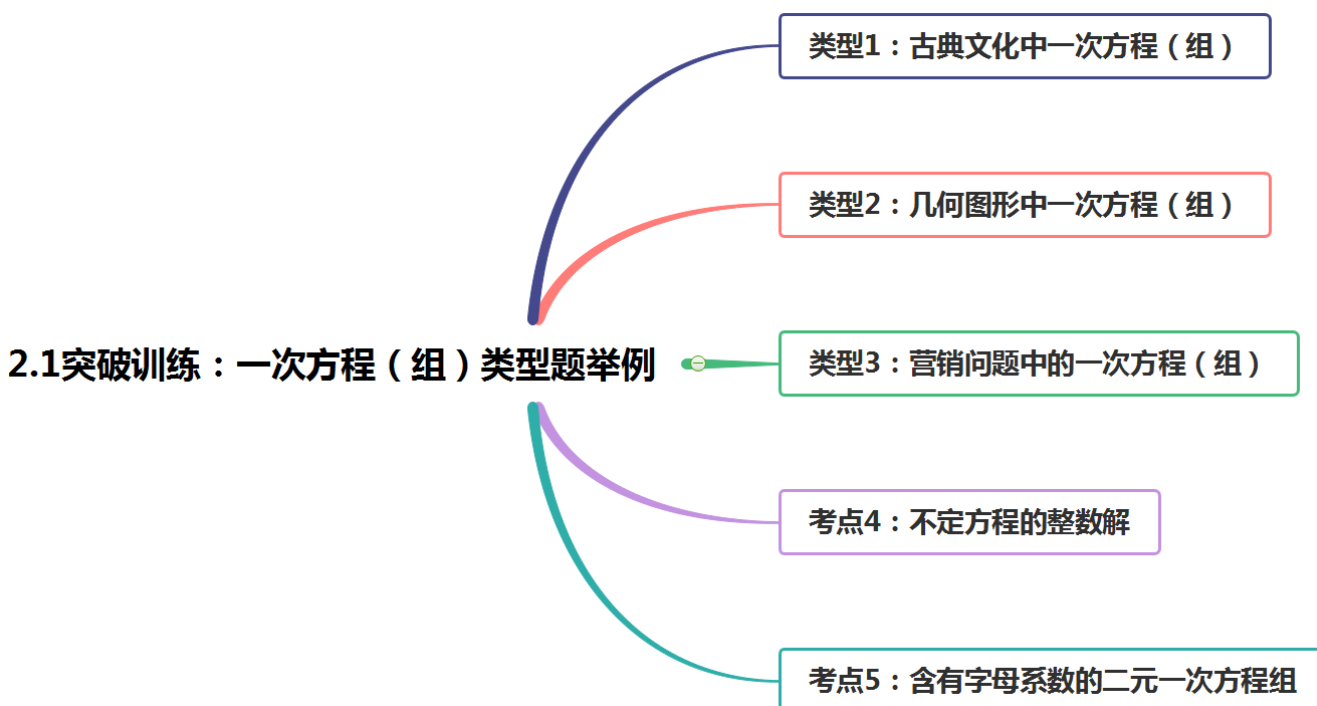 类型1：古典文化中一次方程（组）
类型2：几何图形中一次方程（组）
2.1突破训练：一次方程（组）类型题举例
类型3：营销问题中的一次方程（组）
考点4：不定方程的整数解
考点5：含有字母系数的二元一次方程组